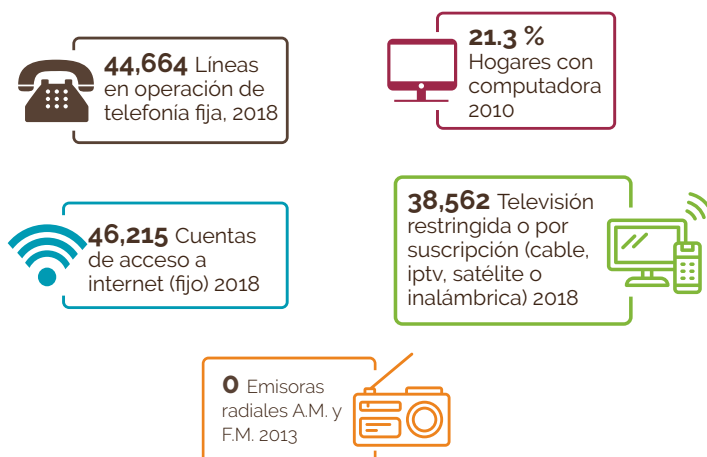 44,664 Líneas
en operación de
telefonía fija, 2018
21.3 %
Hogares con
computadora
2010
46,215 Cuentas
de acceso a
internet (fijo) 2018
38,562 Televisión
restringida o por
suscripción (cable,
iptv, satélite o
inalámbrica) 2018
0 Emisoras
radiales A.M. y
F.M. 2013